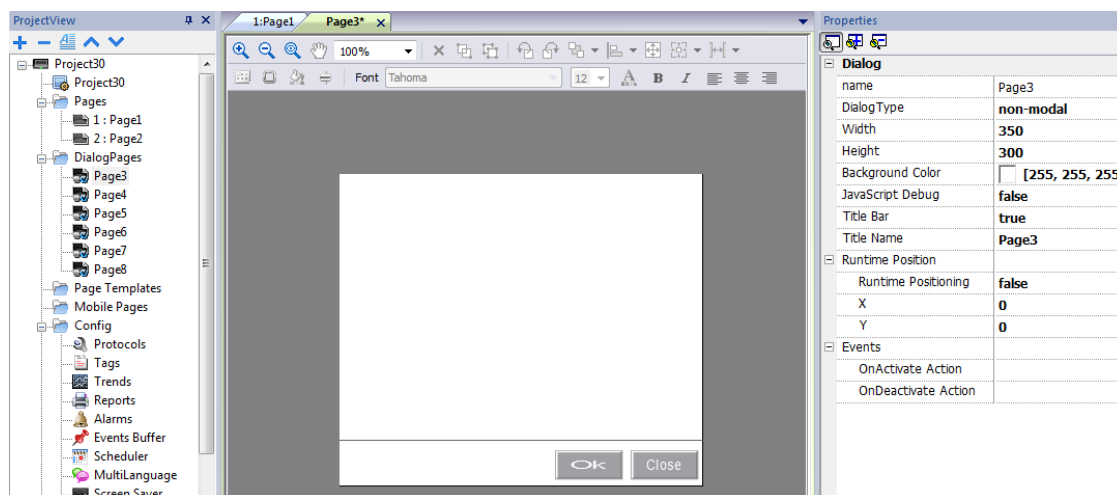 ProjectView
Project30
Project30
Pages
1 : Page1
2 : Page2
DialogPages
Page3
Page4
Page5
Page6
Page7
Page8
Page Templates
Mobile Pages
Config
Protocols
Tags
Trends
Reports
Alarms
Events Buffer
Scheduler
MultiLanguage
Screen Saver
1:Page1 Page3*
100%
Font Tahoma 12 A B I
Ok Close
Properties
Dialog
name Page3
DialogType non-modal
Width 350
Height 300
Background Color [255, 255, 255
JavaScript Debug false
Title Bar true
Title Name Page3
Runtime Position
Runtime Positioning false
X 0
Y 0
Events
OnActivate Action
OnDeactivate Action